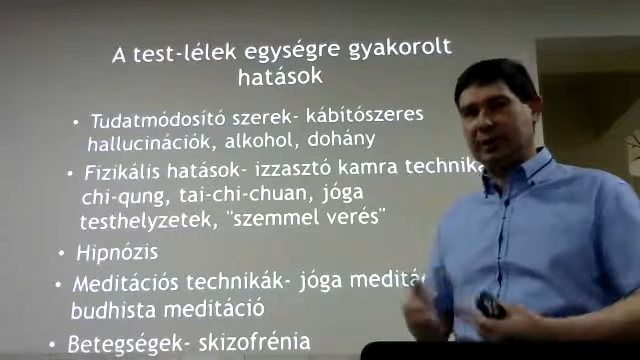 A test-lélek egységre gyakorolt
hatások
• Tudatmódosító szerek- kábítószeres
hallucinációk, alkohol, dohány
• Fizikális hatások- izzasztó kamra technika
chi-qung, tai-chi-chuan, jóga
testhelyzetek, "szemmel verés"
• Hipnózis
• Meditációs technikák- jóga
budhista meditáció
• Betegségek- skizofrénia